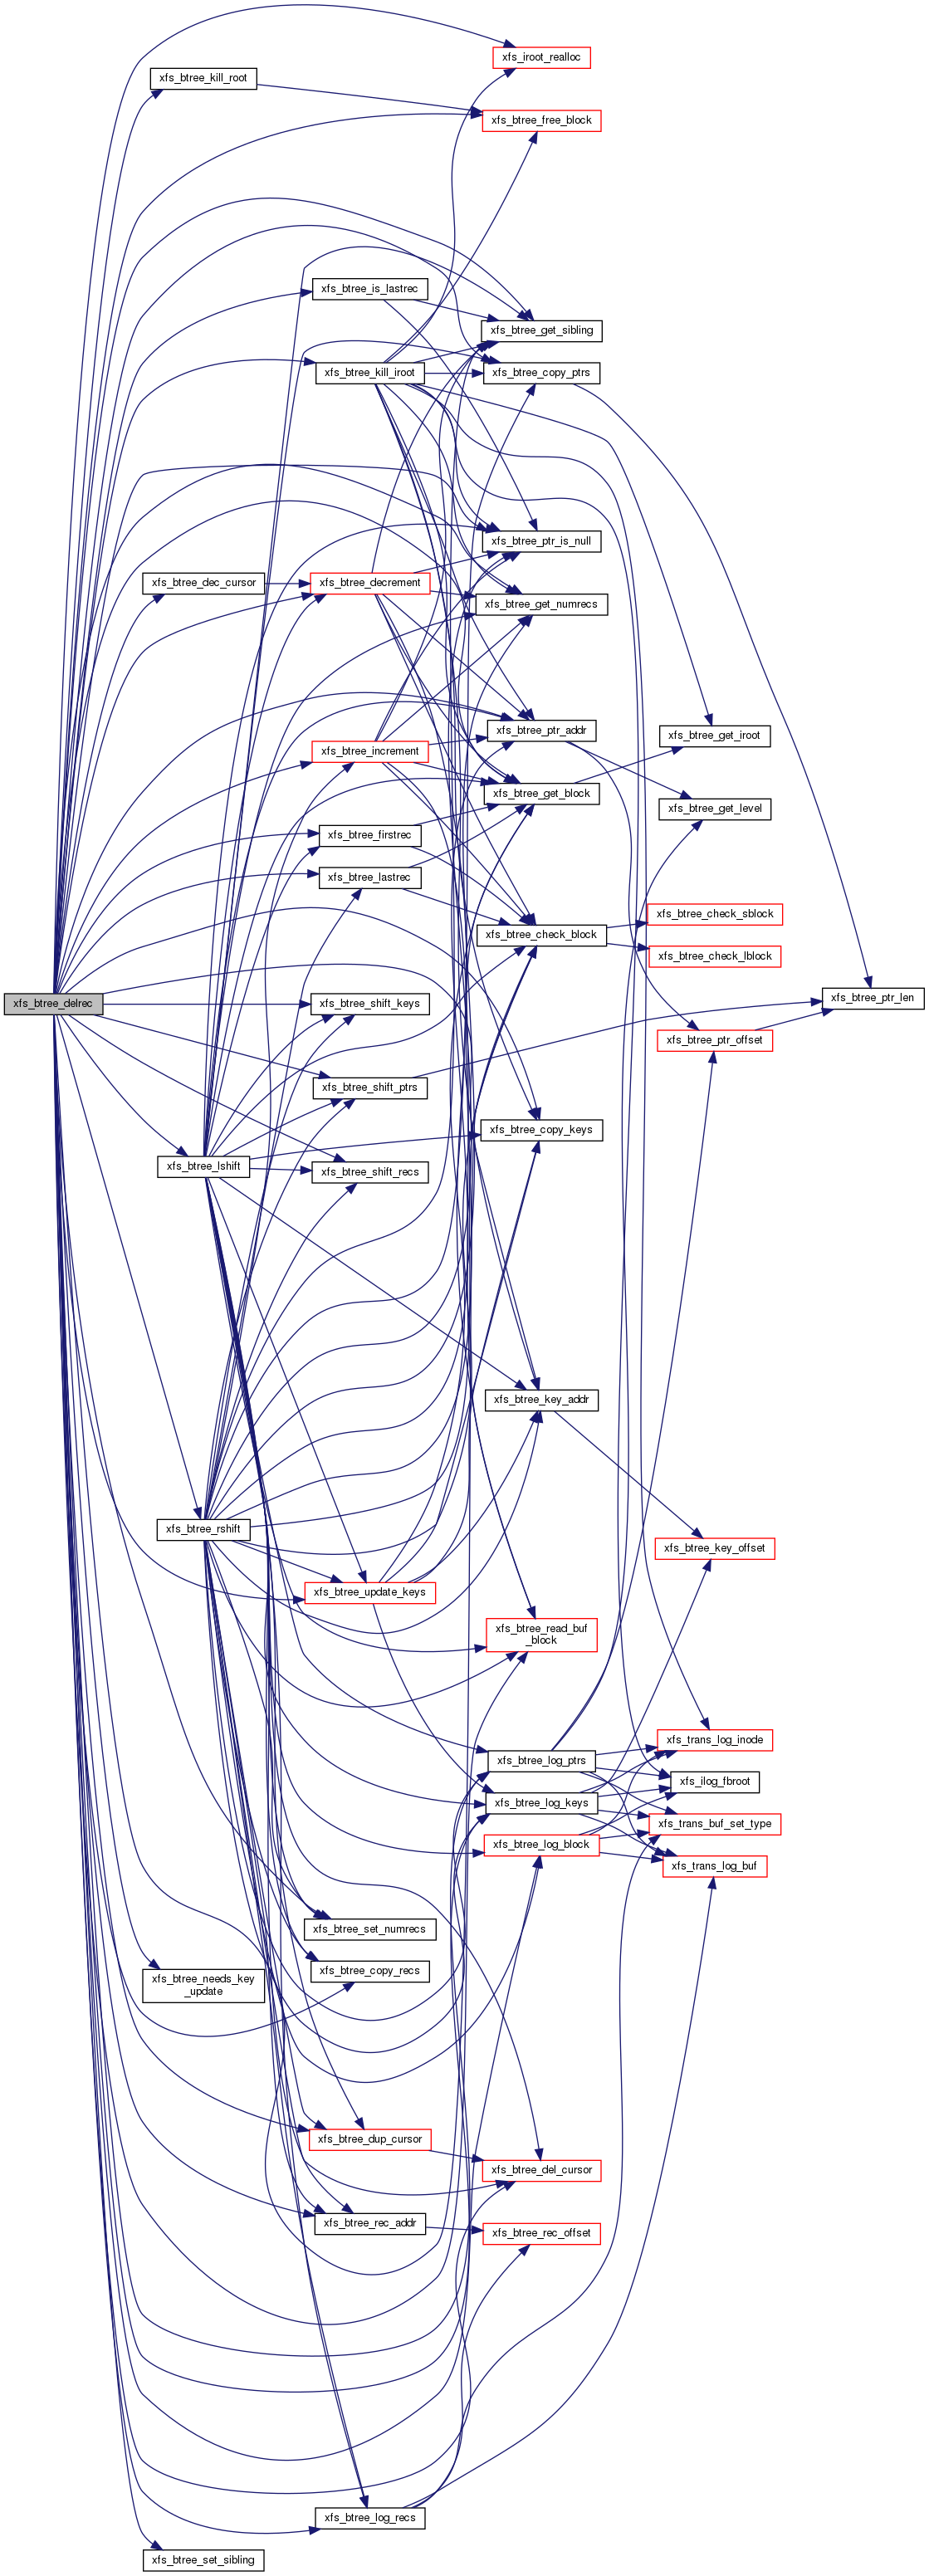 xfs_iroot_realloc
xfs_btree_kill_root
xfs_btree_free_block
xfs_btree_is_lastrec
xfs_btree_get_sibling
xfs_btree_kill_iroot
xfs_btree_copy_ptrs
xfs_btree_ptr_is_null
xfs_btree_dec_cursor
xfs_btree_decrement
xfs_btree_get_numrecs
xfs_btree_ptr_addr
xfs_btree_get_iroot
xfs_btree_increment
xfs_btree_get_block
xfs_btree_get_level
xfs_btree_firstrec
xfs_btree_lastrec
xfs_btree_check_sblock
xfs_btree_check_block
xfs_btree_check_lblock
xfs_btree_delrec
xfs_btree_shift_keys
xfs_btree_ptr_len
xfs_btree_ptr_offset
xfs_btree_shift_ptrs
xfs_btree_copy_keys
xfs_btree_lshift
xfs_btree_shift_recs
xfs_btree_key_addr
xfs_btree_rshift
xfs_btree_key_offset
xfs_btree_update_keys
xfs_btree_read_buf
_block
xfs_trans_log_inode
xfs_btree_log_ptrs
xfs_ilog_fbroot
xfs_btree_log_keys
xfs_trans_buf_set_type
xfs_btree_log_block
xfs_trans_log_buf
xfs_btree_set_numrecs
xfs_btree_copy_recs
xfs_btree_needs_key
_update
xfs_btree_dup_cursor
xfs_btree_del_cursor
xfs_btree_rec_addr
xfs_btree_rec_offset
xfs_btree_log_recs
xfs_btree_set_sibling